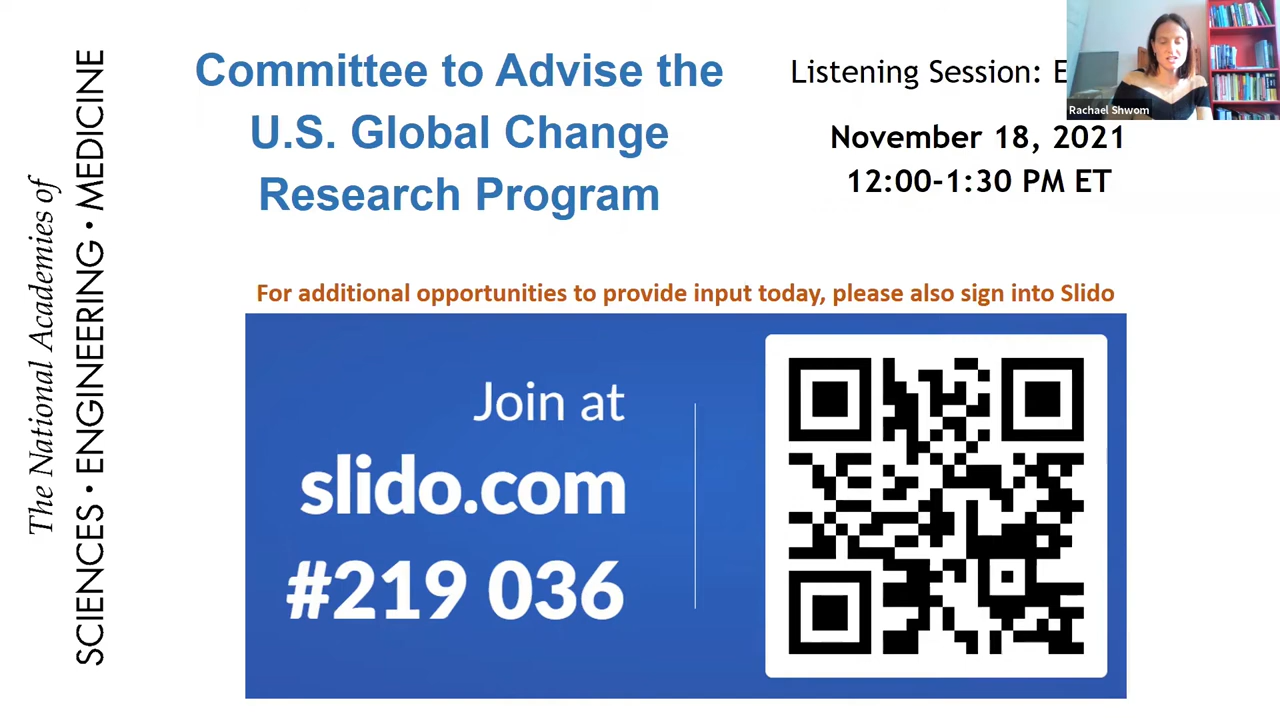 The National Academies of
SCIENCES • ENGINEERING • MEDICINE
Committee to Advise the
U.S. Global Change
Research Program
Listening Session:
November 18, 2021
12:00-1:30 PM ET
Rachael Shwom
For additional opportunities to provide input today, please also sign into Slido
Join at
slido.com
#219 036